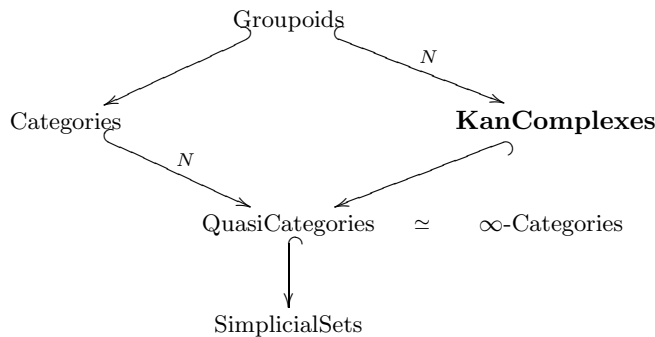 Groupoids
N
Categories KanComplexes
N
QuasiCategories ≃ ∞-Categories
SimplicialSets